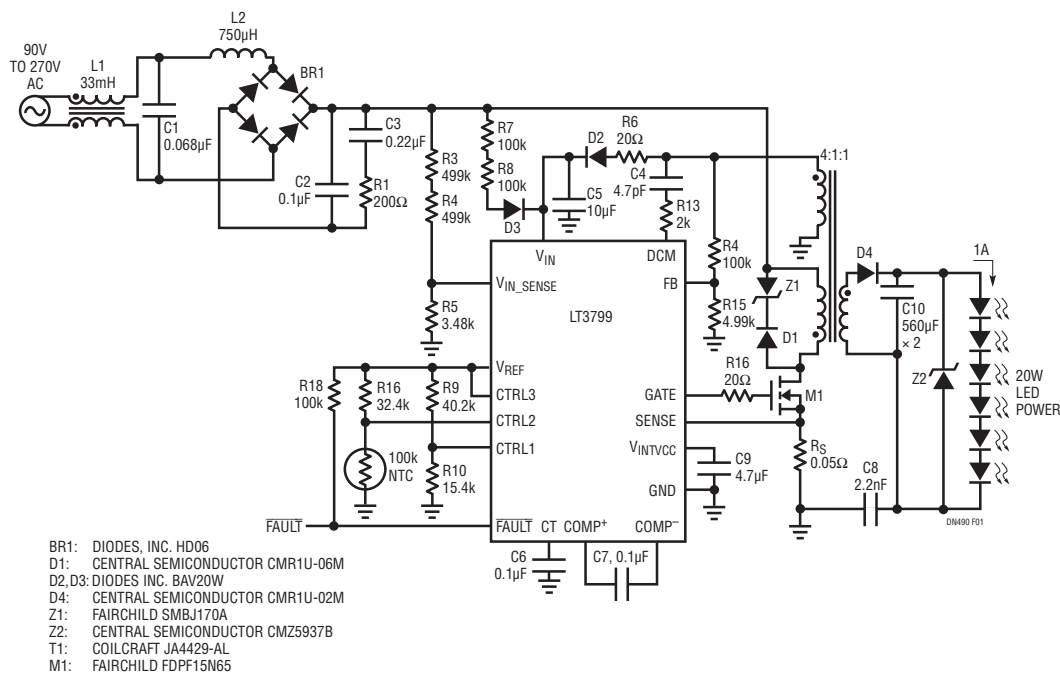 90V
TO 270V
AC
L1
33mH
L2
750µH
BR1
C1
0.068µF
C2
0.1µF
C3
0.22µF
R1
200Ω
R3
499k
R4
499k
R5
3.48k
R7
100k
R8
100k
D3
D2
R6
20Ω
C5
10µF
C4
4.7pF
R13
2k
R4
100k
R15
4.99k
4:1:1
D4
1A
Z1
D1
C10
560µF
× 2
Z2
20W
LED
POWER
VIN
DCM
VIN_SENSE
FB
LT3799
VREF
CTRL3
CTRL2
CTRL1
GATE
SENSE
VINTVCC
GND
FAULT
CT
COMP+
COMP–
R18
100k
R16
32.4k
R9
40.2k
100k
NTC
R10
15.4k
FAULT
R16
20Ω
M1
RS
0.05Ω
C9
4.7µF
C8
2.2nF
C6
0.1µF
C7, 0.1µF
DN490 F01
BR1: DIODES, INC. HD06
D1: CENTRAL SEMICONDUCTOR CMR1U-06M
D2,D3: DIODES INC. BAV20W
D4: CENTRAL SEMICONDUCTOR CMR1U-02M
Z1: FAIRCHILD SMBJ170A
Z2: CENTRAL SEMICONDUCTOR CMZ5937B
T1: COILCRAFT JA4429-AL
M1: FAIRCHILD FDPF15N65